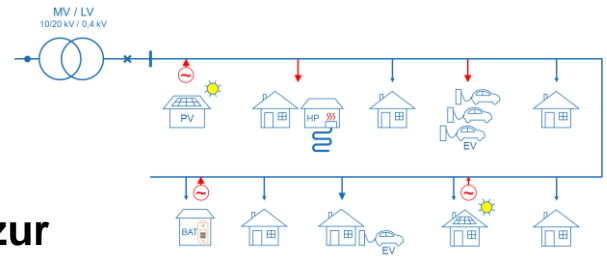 MV / LV
10/20 kV / 0,4 kV
PV
HP
EV
zur
BAT
EV